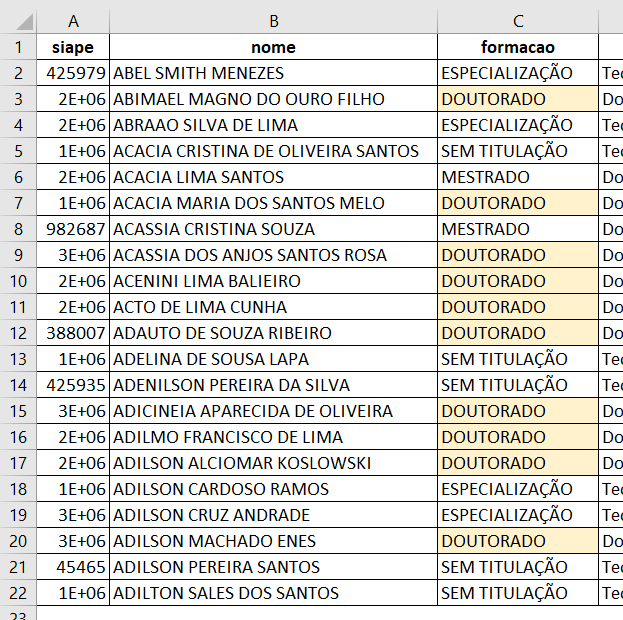 A B C
1 siape nome formacao
2 425979 ABEL SMITH MENEZES ESPECIALIZAÇÃO Tec
3 2E+06 ABIMAEL MAGNO DO OURO FILHO DOUTORADO Do
4 2E+06 ABRAAO SILVA DE LIMA ESPECIALIZAÇÃO Tec
5 1E+06 ACACIA CRISTINA DE OLIVEIRA SANTOS SEM TITULAÇÃO Tec
6 2E+06 ACACIA LIMA SANTOS MESTRADO Do
7 1E+06 ACACIA MARIA DOS SANTOS MELO DOUTORADO Do
8 982687 ACASSIA CRISTINA SOUZA MESTRADO Do
9 3E+06 ACASSIA DOS ANJOS SANTOS ROSA DOUTORADO Do
10 2E+06 ACENINI LIMA BALIEIRO DOUTORADO Do
11 2E+06 ACTO DE LIMA CUNHA DOUTORADO Do
12 388007 ADAUTO DE SOUZA RIBEIRO DOUTORADO Do
13 1E+06 ADELINA DE SOUSA LAPA SEM TITULAÇÃO Tec
14 425935 ADENILSON PEREIRA DA SILVA SEM TITULAÇÃO Tec
15 3E+06 ADICINEIA APARECIDA DE OLIVEIRA DOUTORADO Do
16 2E+06 ADILMO FRANCISCO DE LIMA DOUTORADO Do
17 2E+06 ADILSON ALCIOMAR KOSLOWSKI DOUTORADO Do
18 1E+06 ADILSON CARDOSO RAMOS ESPECIALIZAÇÃO Tec
19 3E+06 ADILSON CRUZ ANDRADE ESPECIALIZAÇÃO Tec
20 3E+06 ADILSON MACHADO ENES DOUTORADO Do
21 45465 ADILSON PEREIRA SANTOS SEM TITULAÇÃO Tec
22 1E+06 ADILTON SALES DOS SANTOS SEM TITULAÇÃO Tec
23